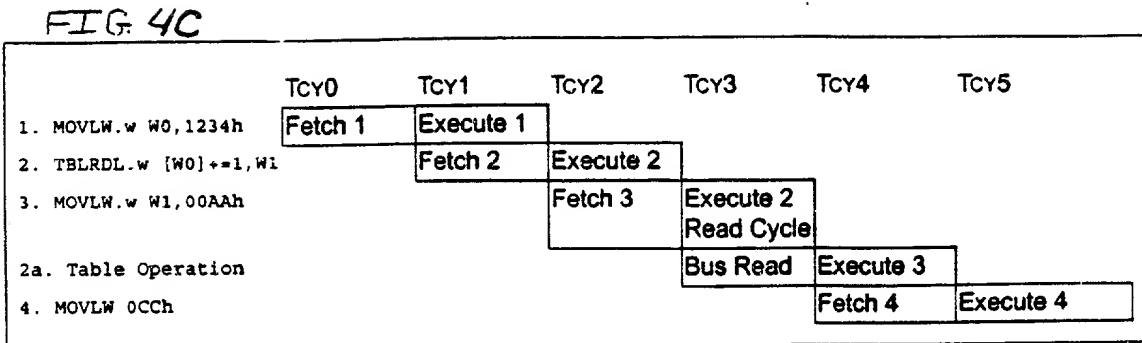 FIG. 4C
TCY0 TCY1 TCY2 TCY3 TCY4 TCY5
1. MOVLW.w W0,1234h Fetch 1 Execute 1
2. TBLRDL.w [W0]+=1,W1 Fetch 2 Execute 2
3. MOVLW.w W1,00AAh Fetch 3 Execute 2
Read Cycle
2a. Table Operation Bus Read Execute 3
4. MOVLW 0CCh Fetch 4 Execute 4